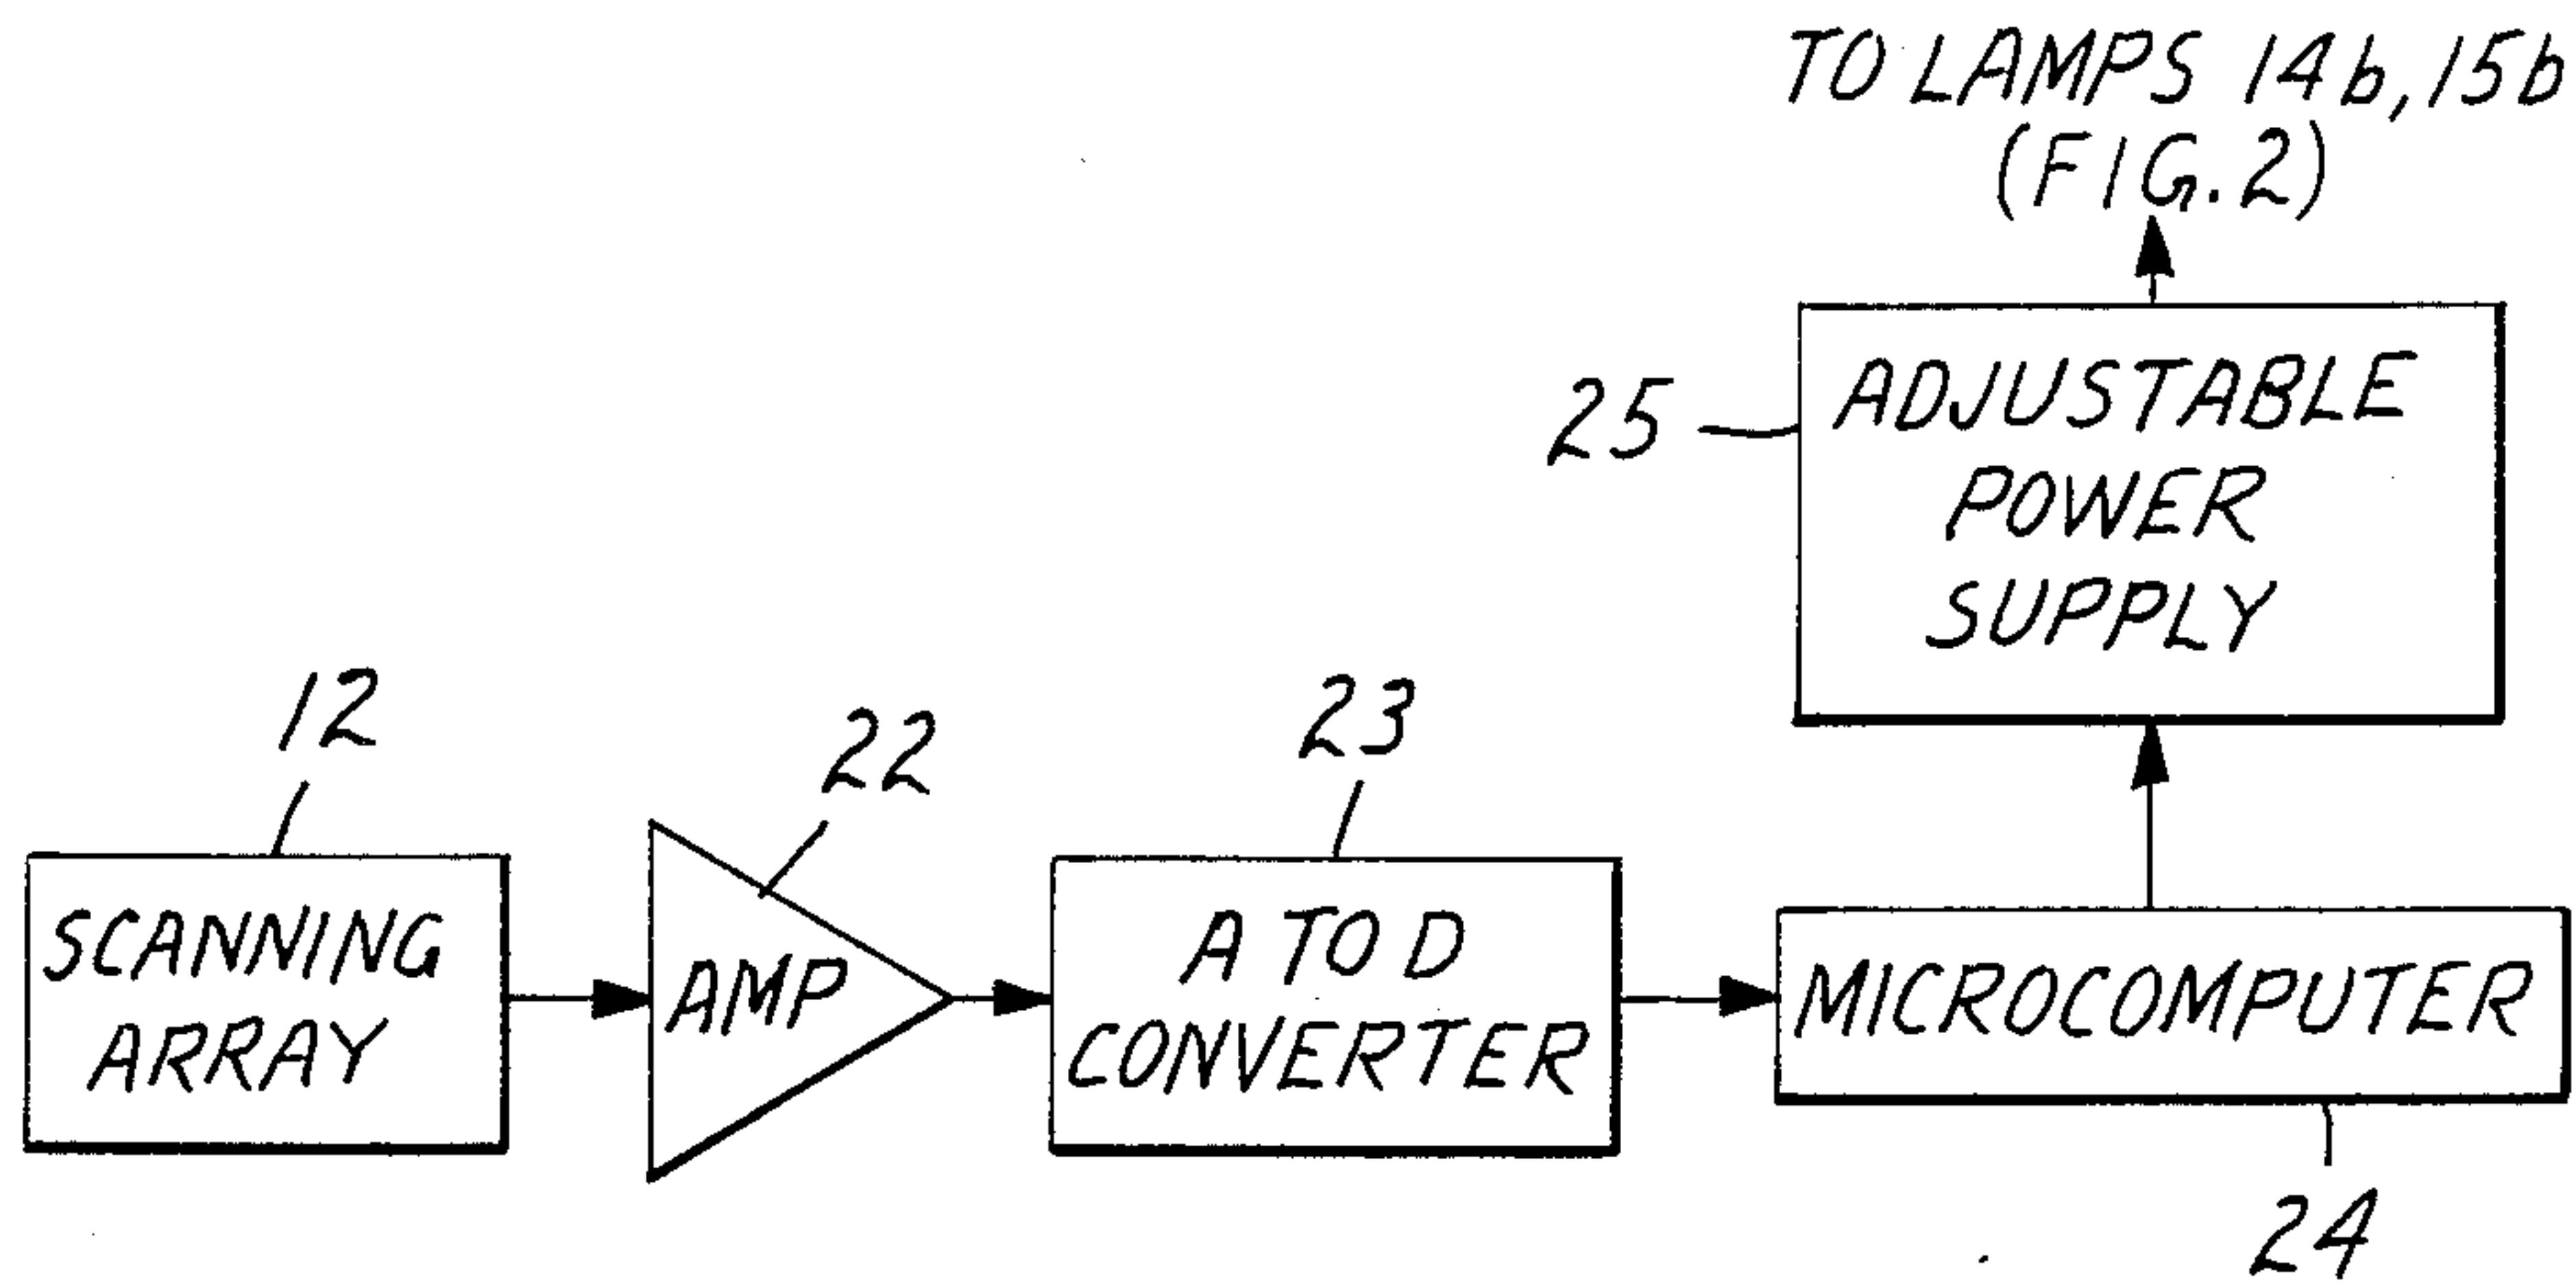 TO LAMPS 14b, 15b
(FIG. 2)
25
ADJUSTABLE
POWER
SUPPLY
12
22
23
SCANNING
ARRAY
AMP
A TO D
CONVERTER
MICROCOMPUTER
24